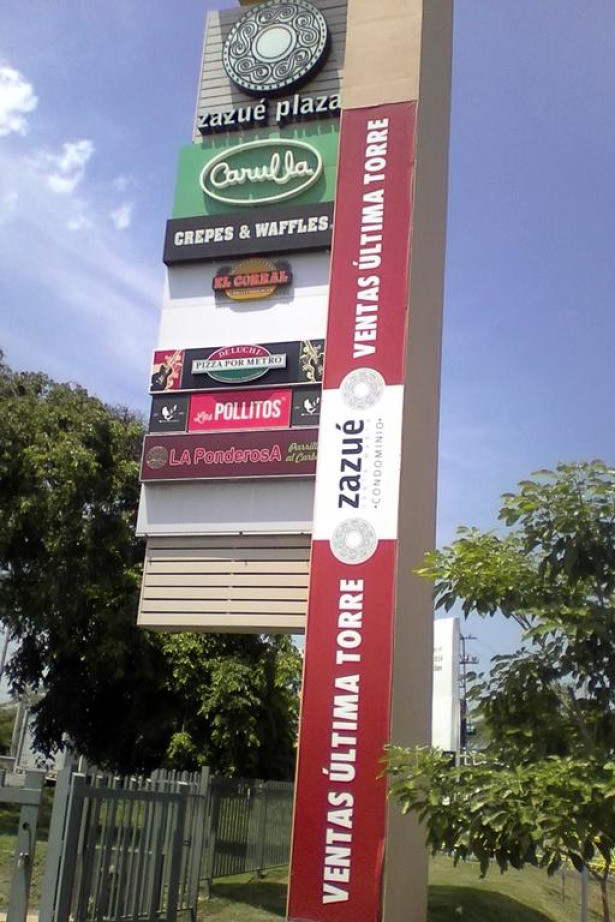 zazué plaza
Carulla
CREPES & WAFFLES
EL CORRAL
DELUCHI
PIZZA POR METRO
Los POLLITOS
LA PonderosA
Parrilla
al Carbón
VENTAS ÚLTIMA TORRE
zazué
•CONDOMINIO•
VENTAS ÚLTIMA TORRE